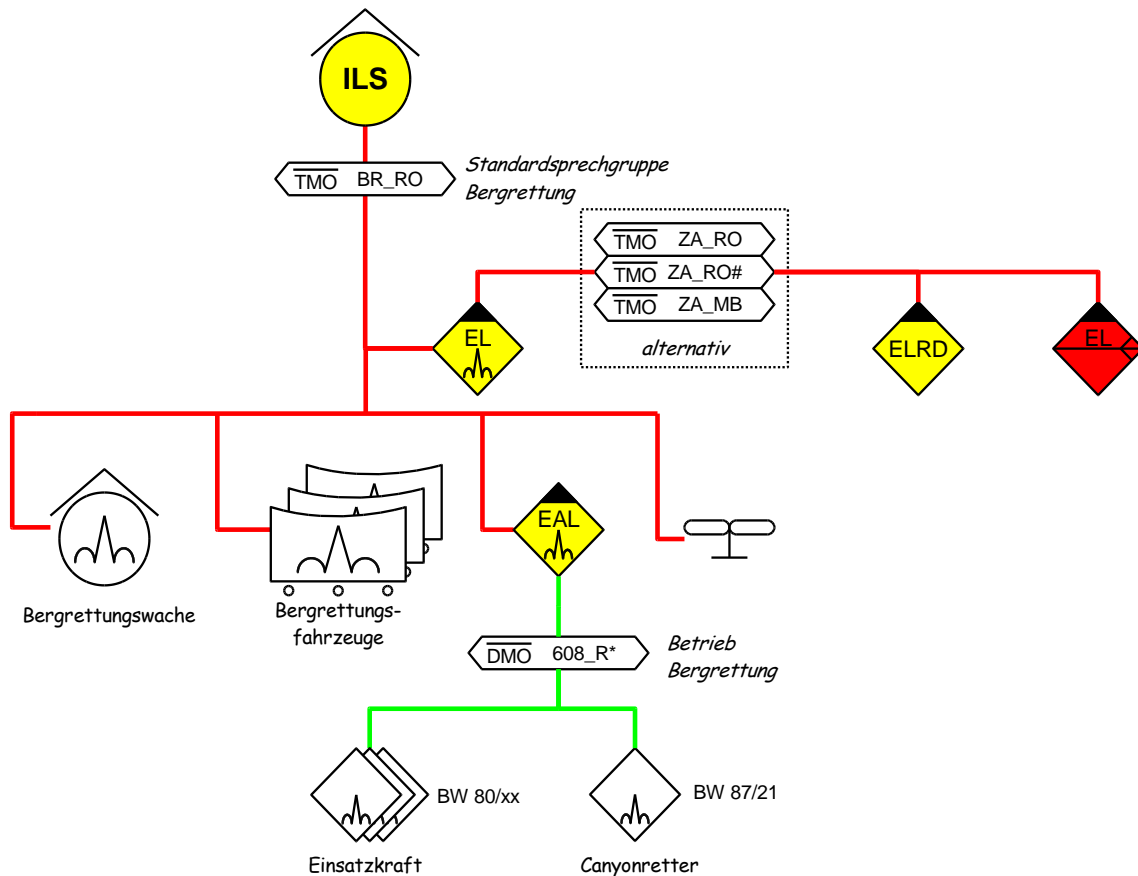 ILS
TMO BR_RO
Standardsprechgruppe
Bergrettung
TMO ZA_RO
TMO ZA_RO#
TMO ZA_MB
alternativ
EL
ELRD
EL
EAL
Bergrettungswache
Bergrettungs-
fahrzeuge
DMO 608_R*
Betrieb
Bergrettung
BW 80/xx
BW 87/21
Einsatzkraft
Canyonretter